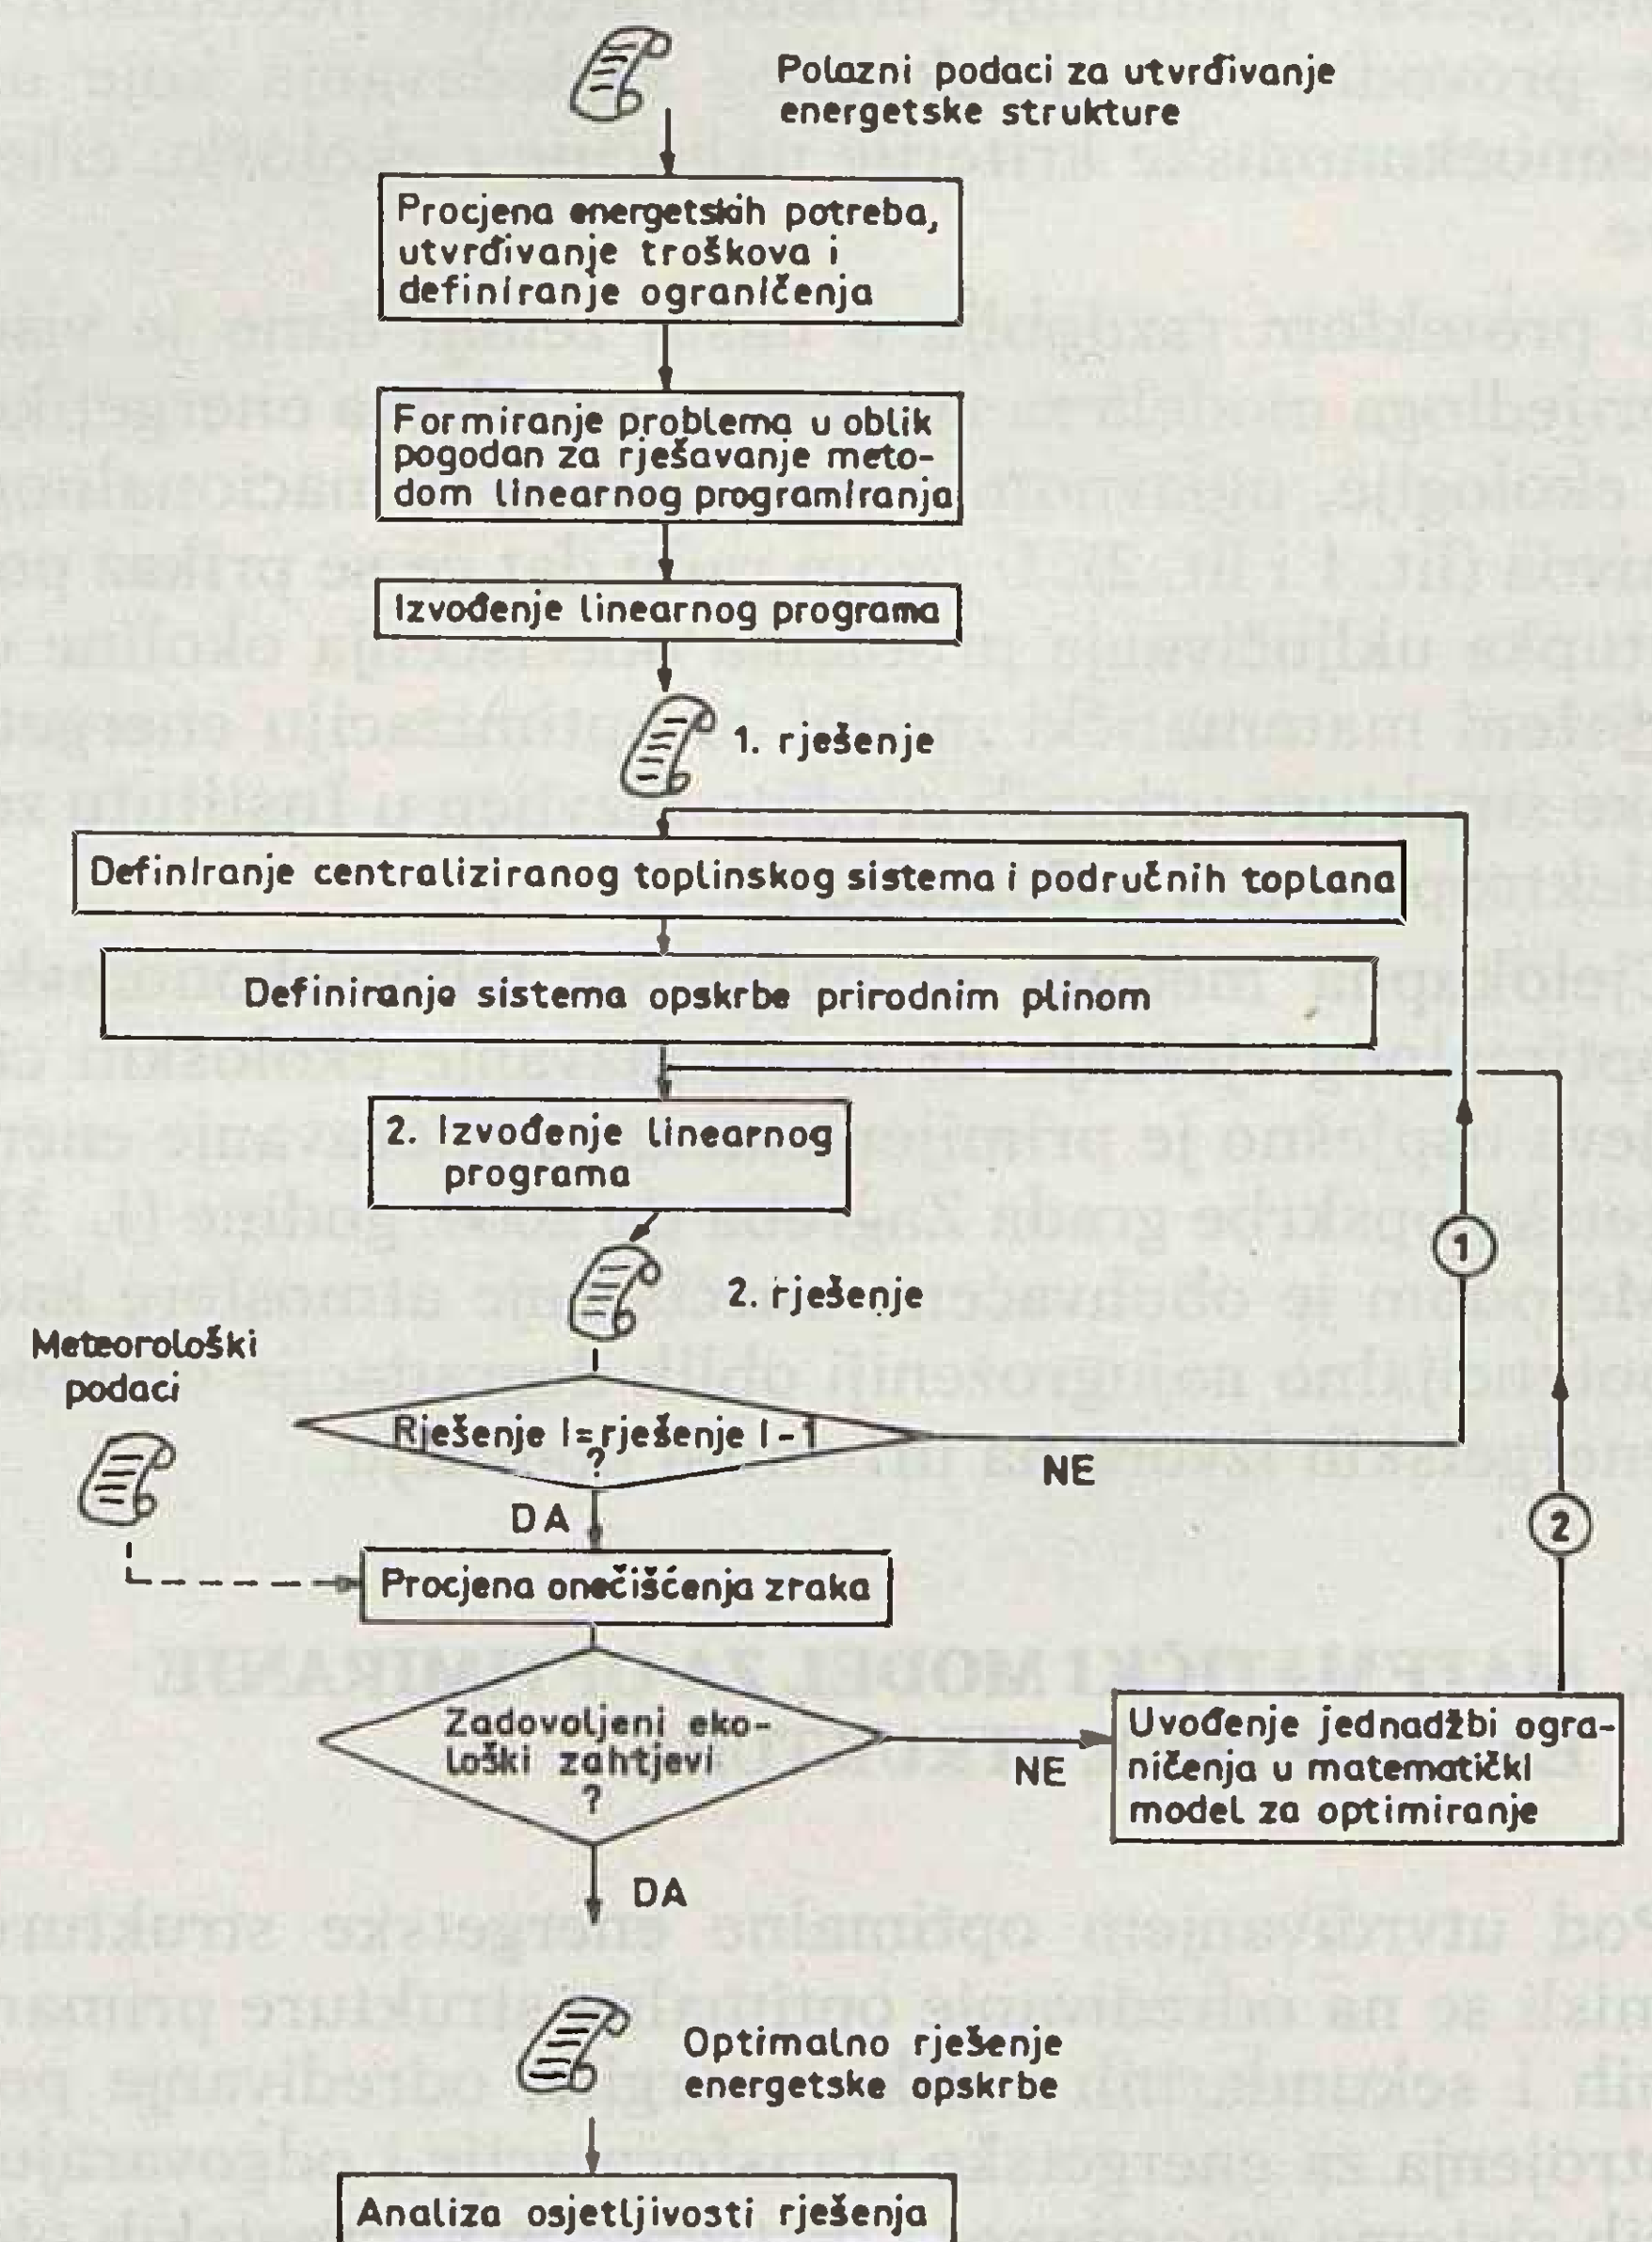 Polazni podaci za utvrđivanje
energetske strukture
Procjena energetskih potreba,
utvrđivanje troškova i
definiranje ograničenja
Formiranje problema u oblik
pogodan za rješavanje meto-
dom linearnog programiranja
Izvođenje linearnog programa
1. rješenje
Definiranje centraliziranog toplinskog sistema i područnih toplana
Definiranje sistema opskrbe prirodnim plinom
2. Izvođenje linearnog
programa
1
2. rješenje
Meteorološki
podaci
Rješenje I=rješenje I-1
?
NE
DA
2
Procjena onečišćenja zraka
Zadovoljeni eko-
loški zahtjevi
?
NE
Uvođenje jednadžbi ogra-
ničenja u matematički
model za optimiranje
DA
Optimalno rješenje
energetske opskrbe
Analiza osjetljivosti rješenja